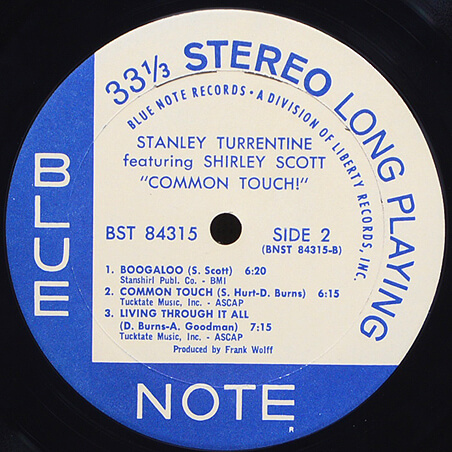 33⅓ STEREO LONG PLAYING
BLUE NOTE RECORDS • A DIVISION OF LIBERTY RECORDS, INC.
STANLEY TURRENTINE
featuring SHIRLEY SCOTT
"COMMON TOUCH!"
BST 84315 SIDE 2
(BNST 84315-B)
1. BOOGALOO (S. Scott) 6:20
Stanshirl Publ. Co. - BMI
2. COMMON TOUCH (S. Hurt-D. Burns) 6:15
Tucktate Music, Inc. - ASCAP
3. LIVING THROUGH IT ALL
(D. Burns-A. Goodman) 7:15
Tucktate Music, Inc. - ASCAP
Produced by Frank Wolff
BLUE
NOTE
R